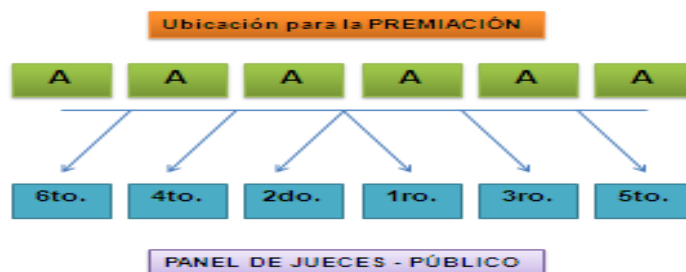 Ubicación para la PREMIACIÓN
A A A A A A
6to. 4to. 2do. 1ro. 3ro. 5to.
PANEL DE JUECES - PÚBLICO